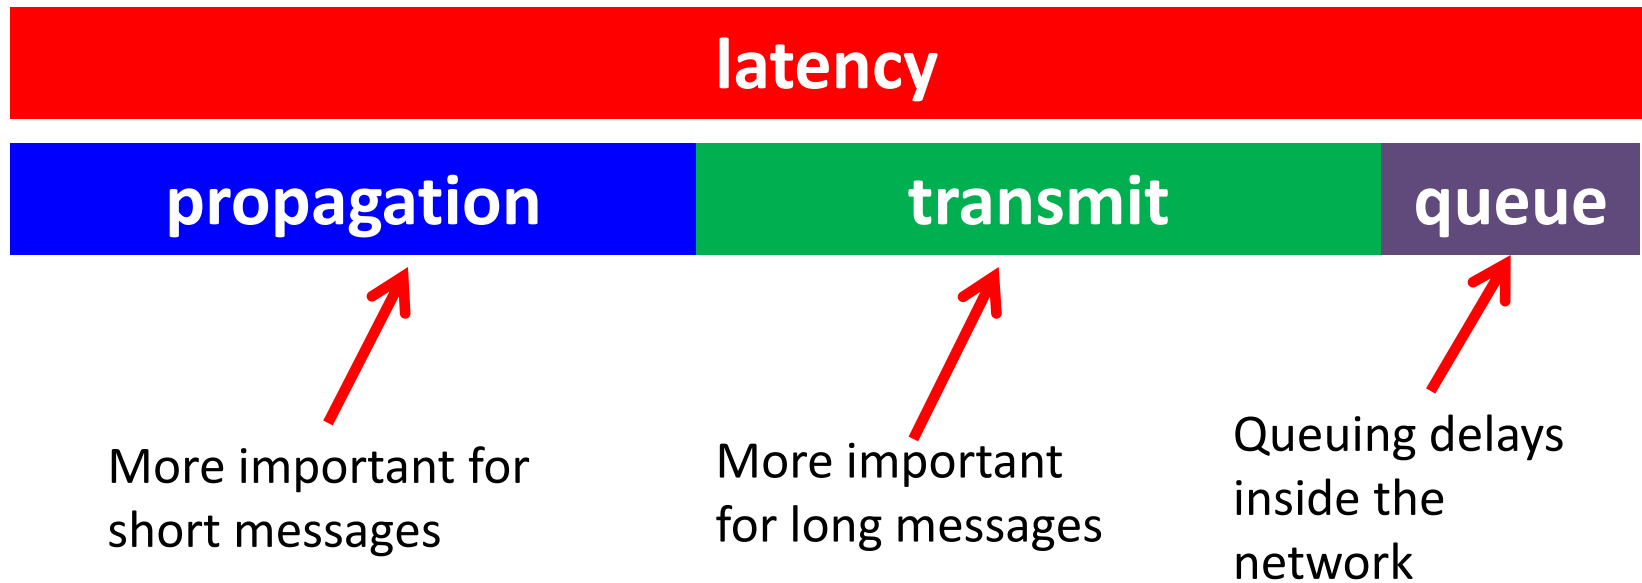 latency
propagation
transmit
queue
More important for
short messages
More important
for long messages
Queuing delays
inside the
network